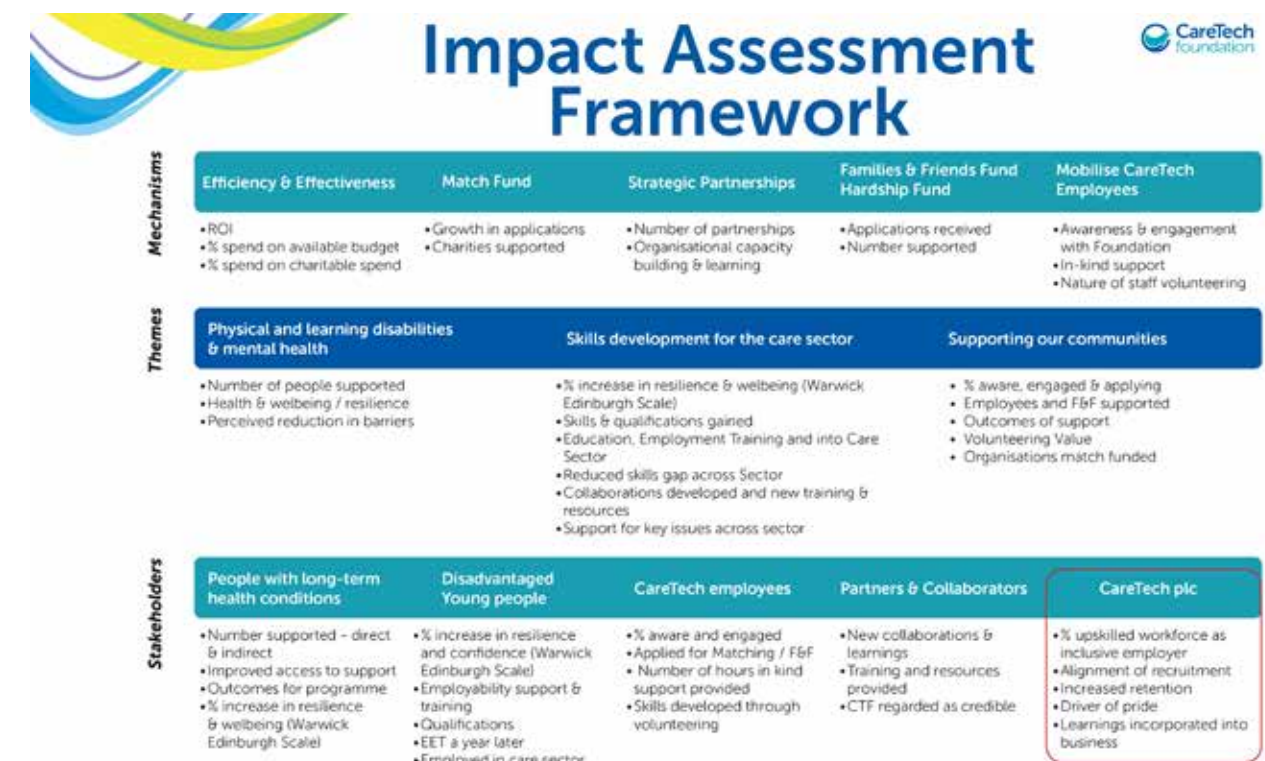 Impact Assessment
Framework
CareTech
foundation
Mechanisms
Efficiency & Effectiveness
•ROI
•% spend on available budget
•% spend on charitable spend
Match Fund
•Growth in applications
•Charities supported
Strategic Partnerships
•Number of partnerships
•Organisational capacity
building & learning
Families & Friends Fund
Hardship Fund
•Applications received
•Number supported
Mobilise CareTech
Employees
•Awareness & engagement
with Foundation
•In-kind support
•Nature of staff volunteering
Themes
Physical and learning disabilities
& mental health
•Number of people supported
•Health & welbeing / resilience
•Perceived reduction in barriers
Skills development for the care sector
•% increase in resilience & welbeing (Warwick
Edinburgh Scale)
•Skills & qualifications gained
•Education, Employment Training and into Care
Sector
•Reduced skills gap across Sector
•Collaborations developed and new training &
resources
•Support for key issues across sector
Supporting our communities
• % aware, engaged & applying
• Employees and F&F supported
• Outcomes of support
• Volunteering Value
• Organisations match funded
Stakeholders
People with long-term
health conditions
•Number supported – direct
& indirect
•Improved access to support
•Outcomes for programme
•% increase in resilience
& welbeing (Warwick
Edinburgh Scale)
Disadvantaged
Young people
•% increase in resilience
and confidence (Warwick
Edinburgh Scale)
•Employability support &
training
•Qualifications
•EET a year later
•Employed in care sector
CareTech employees
•% aware and engaged
•Applied for Matching / F&F
• Number of hours in kind
support provided
•Skills developed through
volunteering
Partners & Collaborators
•New collaborations &
learnings
•Training and resources
provided
•CTF regarded as credible
CareTech plc
•% upskilled workforce as
inclusive employer
•Alignment of recruitment
•Increased retention
•Driver of pride
•Learnings incorporated into
business